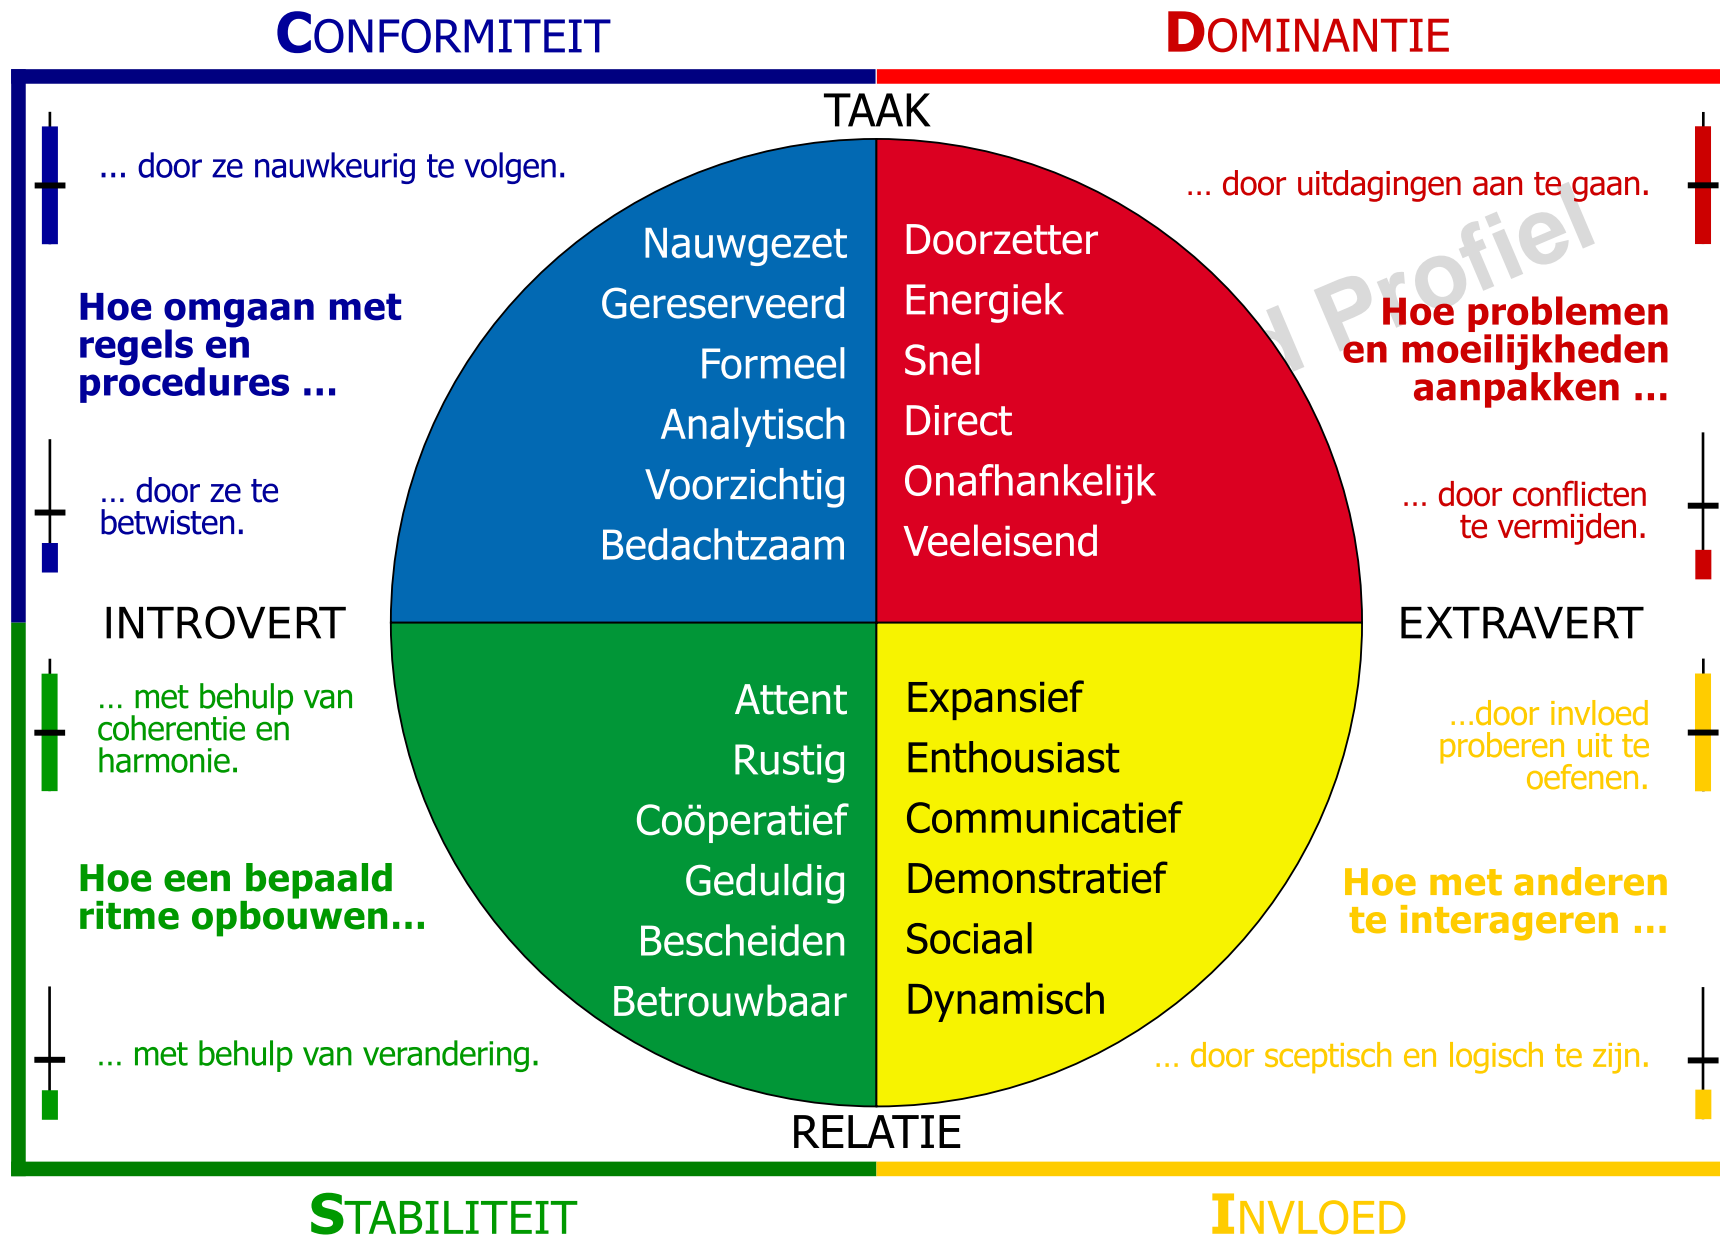 CONFORMITEIT
DOMINANTIE
TAAK
... door ze nauwkeurig te volgen.
Hoe omgaan met
regels en
procedures ...
... door ze te
betwisten.
Nauwgezet
Gereserveerd
Formeel
Analytisch
Voorzichtig
Bedachtzaam
Doorzetter
Energiek
Snel
Direct
Onafhankelijk
Veeleisend
... door uitdagingen aan te gaan.
Profiel
Hoe problemen
en moeilijkheden
aanpakken ...
... door conflicten
te vermijden.
INTROVERT
EXTRAVERT
... met behulp van
coherentie en
harmonie.
Hoe een bepaald
ritme opbouwen...
... met behulp van verandering.
Attent
Rustig
Coöperatief
Geduldig
Bescheiden
Betrouwbaar
Expansief
Enthousiast
Communicatief
Demonstratief
Sociaal
Dynamisch
...door invloed
proberen uit te
oefenen.
Hoe met anderen
te interageren ...
... door sceptisch en logisch te zijn.
RELATIE
STABILITEIT
INVLOED